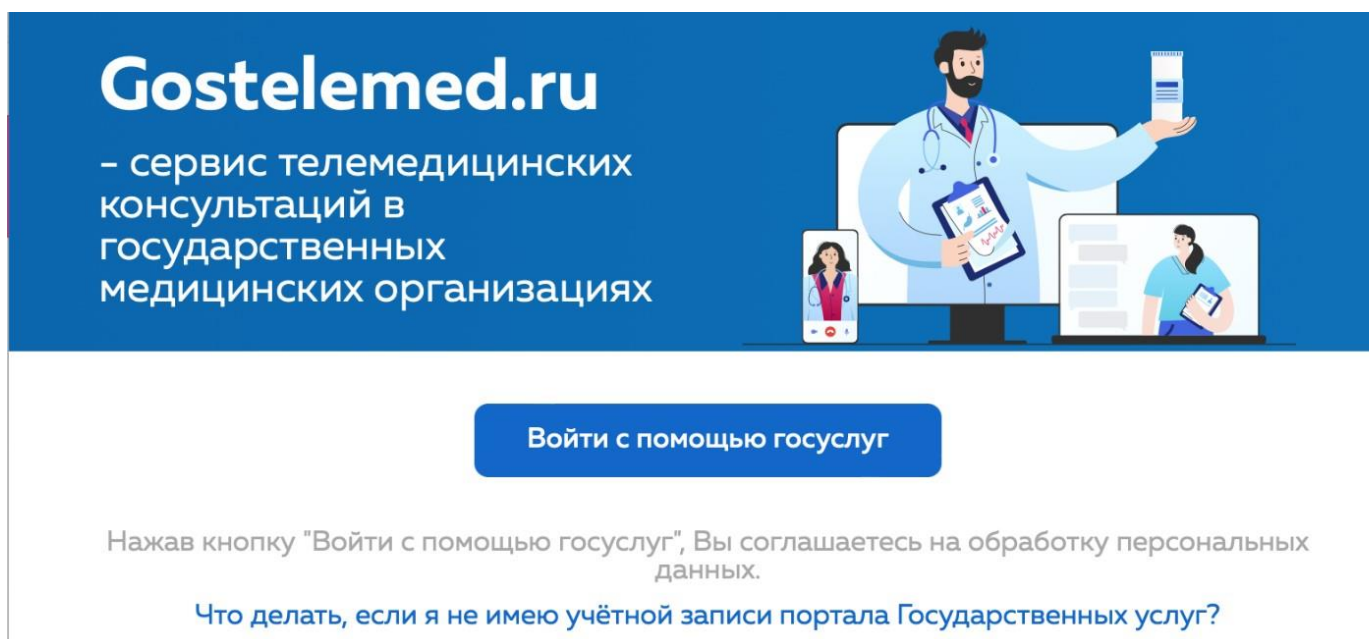 Gostelemed.ru
– сервис телемедицинских
консультаций в
государственных
медицинских организациях
Войти с помощью госуслуг
Нажав кнопку "Войти с помощью госуслуг", Вы соглашаетесь на обработку персональных
данных.
Что делать, если я не имею учётной записи портала Государственных услуг?